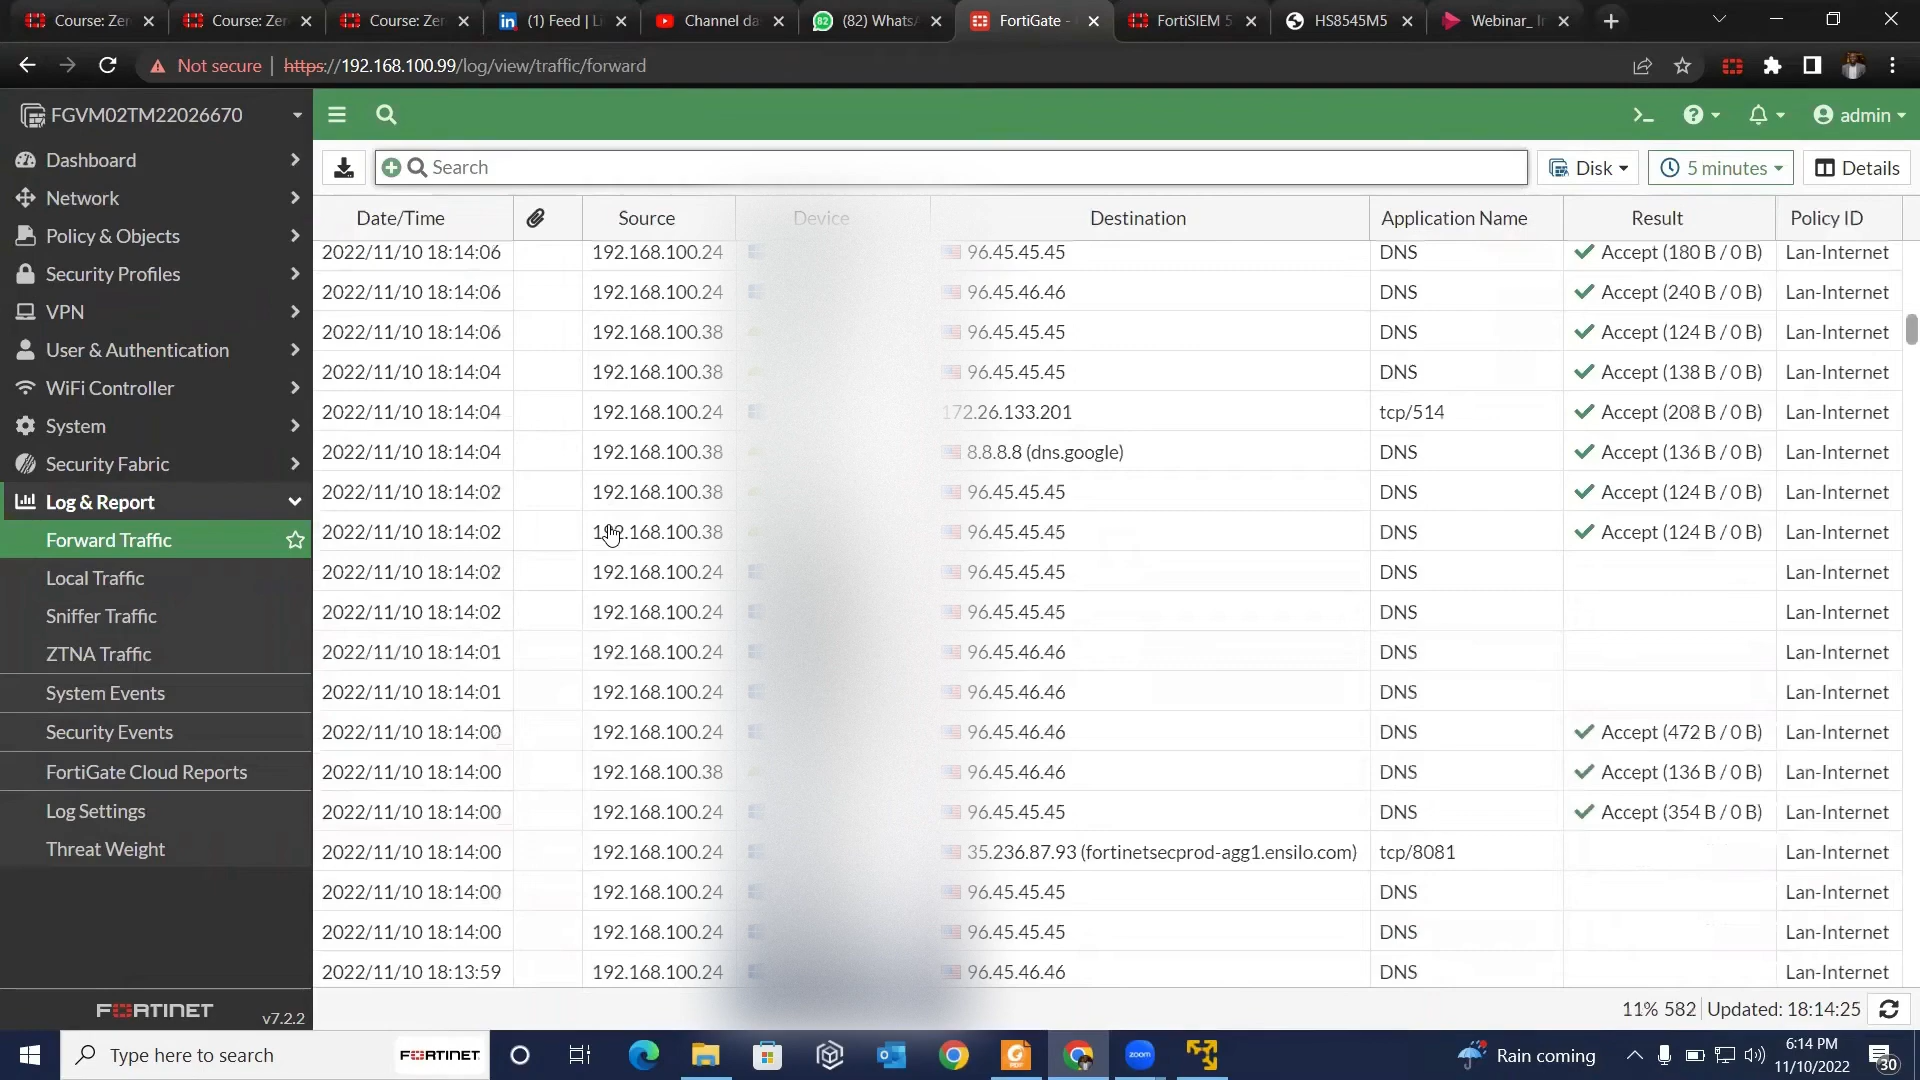 Course: Zer
Course: Zer
Course: Zer
(1) Feed | Li
Channel da
(82) Whats
FortiGate -
FortiSIEM 5
HS8545M5
Webinar_ In
Not secure | https://192.168.100.99/log/view/traffic/forward
FGVM02TM22026670
admin
Dashboard
Network
Policy & Objects
Security Profiles
VPN
User & Authentication
WiFi Controller
System
Security Fabric
Log & Report
Forward Traffic
Local Traffic
Sniffer Traffic
ZTNA Traffic
System Events
Security Events
FortiGate Cloud Reports
Log Settings
Threat Weight
FORTINET v7.2.2
Search Disk 5 minutes Details
Date/Time Source Device Destination Application Name Result Policy ID
2022/11/10 18:14:06 192.168.100.24 96.45.45.45 DNS Accept (180 B / 0 B) Lan-Internet
2022/11/10 18:14:06 192.168.100.24 96.45.46.46 DNS Accept (240 B / 0 B) Lan-Internet
2022/11/10 18:14:06 192.168.100.38 96.45.45.45 DNS Accept (124 B / 0 B) Lan-Internet
2022/11/10 18:14:04 192.168.100.38 96.45.45.45 DNS Accept (138 B / 0 B) Lan-Internet
2022/11/10 18:14:04 192.168.100.24 172.26.133.201 tcp/514 Accept (208 B / 0 B) Lan-Internet
2022/11/10 18:14:04 192.168.100.38 8.8.8.8 (dns.google) DNS Accept (136 B / 0 B) Lan-Internet
2022/11/10 18:14:02 192.168.100.38 96.45.45.45 DNS Accept (124 B / 0 B) Lan-Internet
2022/11/10 18:14:02 192.168.100.38 96.45.45.45 DNS Accept (124 B / 0 B) Lan-Internet
2022/11/10 18:14:02 192.168.100.24 96.45.45.45 DNS Lan-Internet
2022/11/10 18:14:02 192.168.100.24 96.45.45.45 DNS Lan-Internet
2022/11/10 18:14:01 192.168.100.24 96.45.46.46 DNS Lan-Internet
2022/11/10 18:14:01 192.168.100.24 96.45.46.46 DNS Lan-Internet
2022/11/10 18:14:00 192.168.100.24 96.45.46.46 DNS Accept (472 B / 0 B) Lan-Internet
2022/11/10 18:14:00 192.168.100.38 96.45.46.46 DNS Accept (136 B / 0 B) Lan-Internet
2022/11/10 18:14:00 192.168.100.24 96.45.45.45 DNS Accept (354 B / 0 B) Lan-Internet
2022/11/10 18:14:00 192.168.100.24 35.236.87.93 (fortinetsecprod-agg1.ensilo.com) tcp/8081 Lan-Internet
2022/11/10 18:14:00 192.168.100.24 96.45.45.45 DNS Lan-Internet
2022/11/10 18:14:00 192.168.100.24 96.45.45.45 DNS Lan-Internet
2022/11/10 18:13:59 192.168.100.24 96.45.46.46 DNS Lan-Internet
11% 582 Updated: 18:14:25
Type here to search FORTINET zoom Rain coming 6:14 PM
11/10/2022 30